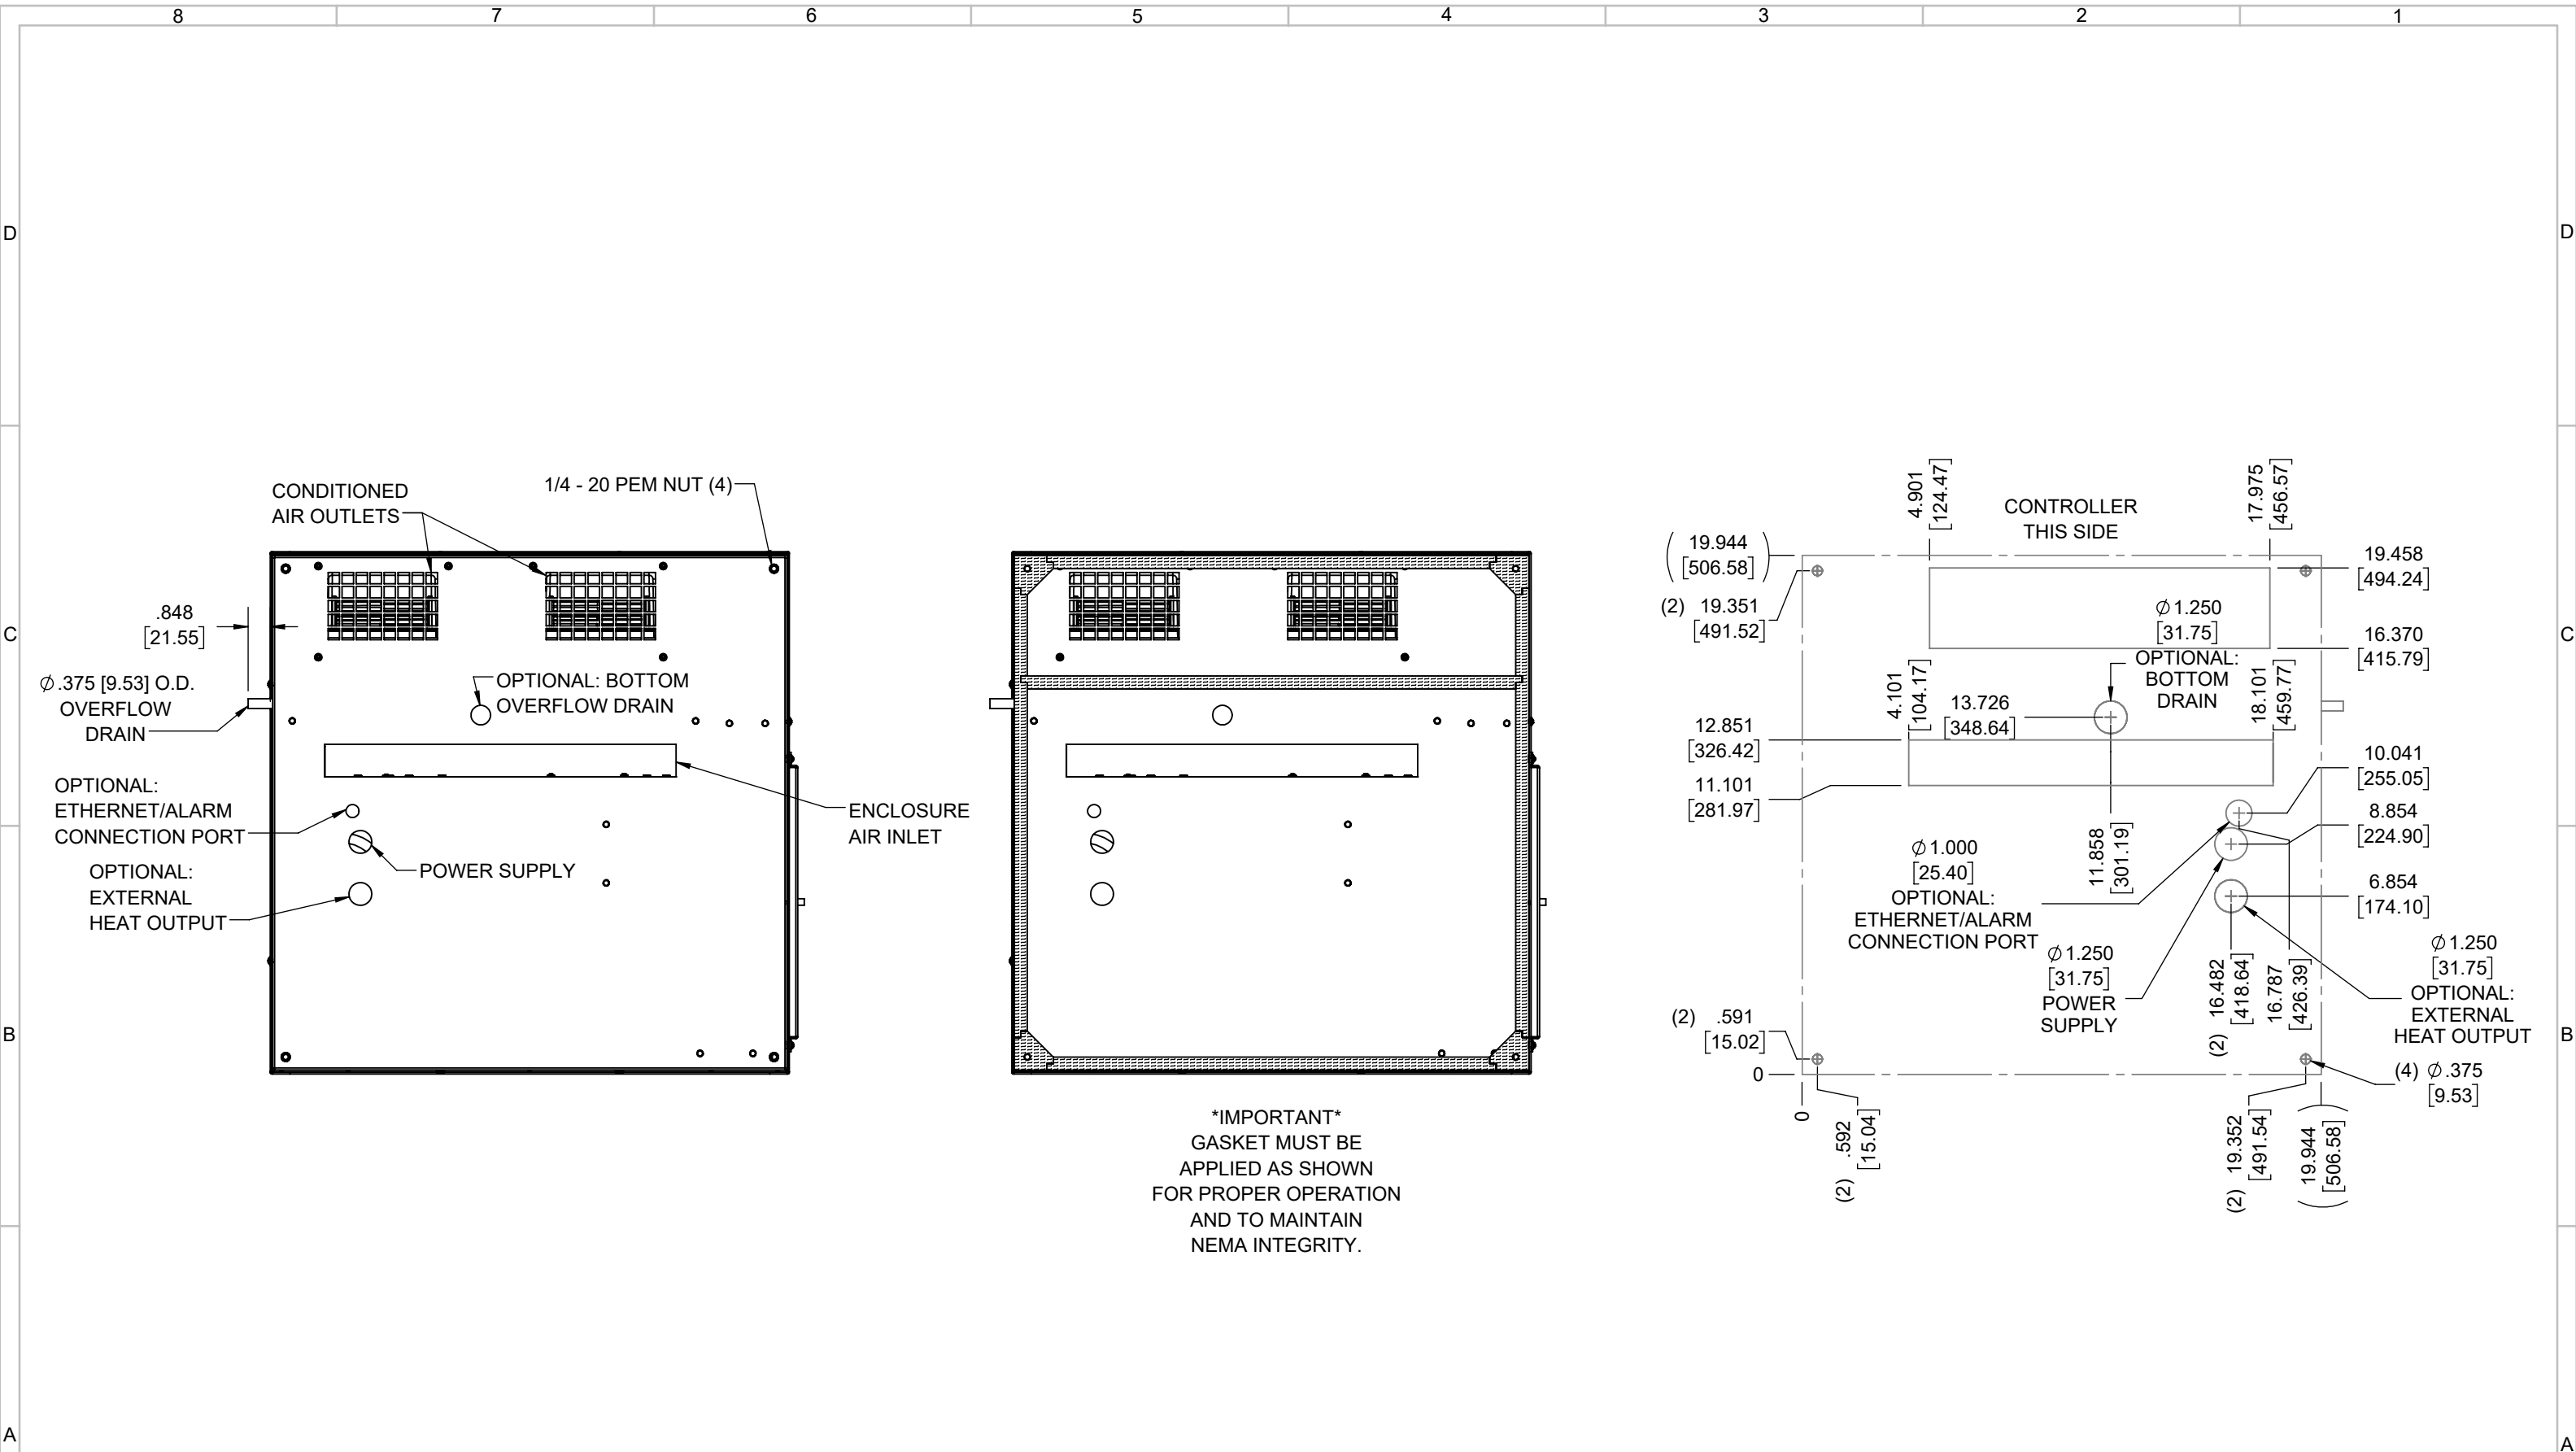 8 7 6 5 4 3 2 1
D D
C C
B B
A A
CONDITIONED
AIR OUTLETS
1/4 - 20 PEM NUT (4)
.848
[21.55]
⌀.375 [9.53] O.D.
OVERFLOW
DRAIN
OPTIONAL: BOTTOM
OVERFLOW DRAIN
OPTIONAL:
ETHERNET/ALARM
CONNECTION PORT
ENCLOSURE
AIR INLET
POWER SUPPLY
OPTIONAL:
EXTERNAL
HEAT OUTPUT
*IMPORTANT*
GASKET MUST BE
APPLIED AS SHOWN
FOR PROPER OPERATION
AND TO MAINTAIN
NEMA INTEGRITY.
4.901
[124.47]
CONTROLLER
THIS SIDE
17.975
[456.57]
(19.944
[506.58])
(2) 19.351
[491.52]
19.458
[494.24]
⌀1.250
[31.75]
OPTIONAL:
BOTTOM
DRAIN
16.370
[415.79]
4.101
[104.17]
13.726
[348.64]
18.101
[459.77]
12.851
[326.42]
11.101
[281.97]
10.041
[255.05]
8.854
[224.90]
11.858
[301.19]
⌀1.000
[25.40]
OPTIONAL:
ETHERNET/ALARM
CONNECTION PORT
6.854
[174.10]
⌀1.250
[31.75]
POWER
SUPPLY
(2) 16.482
[418.64]
16.787
[426.39]
⌀1.250
[31.75]
OPTIONAL:
EXTERNAL
HEAT OUTPUT
(2) .591
[15.02]
0
(4) ⌀.375
[9.53]
0
(2) .592
[15.04]
(2) 19.352
[491.54]
(19.944
[506.58])